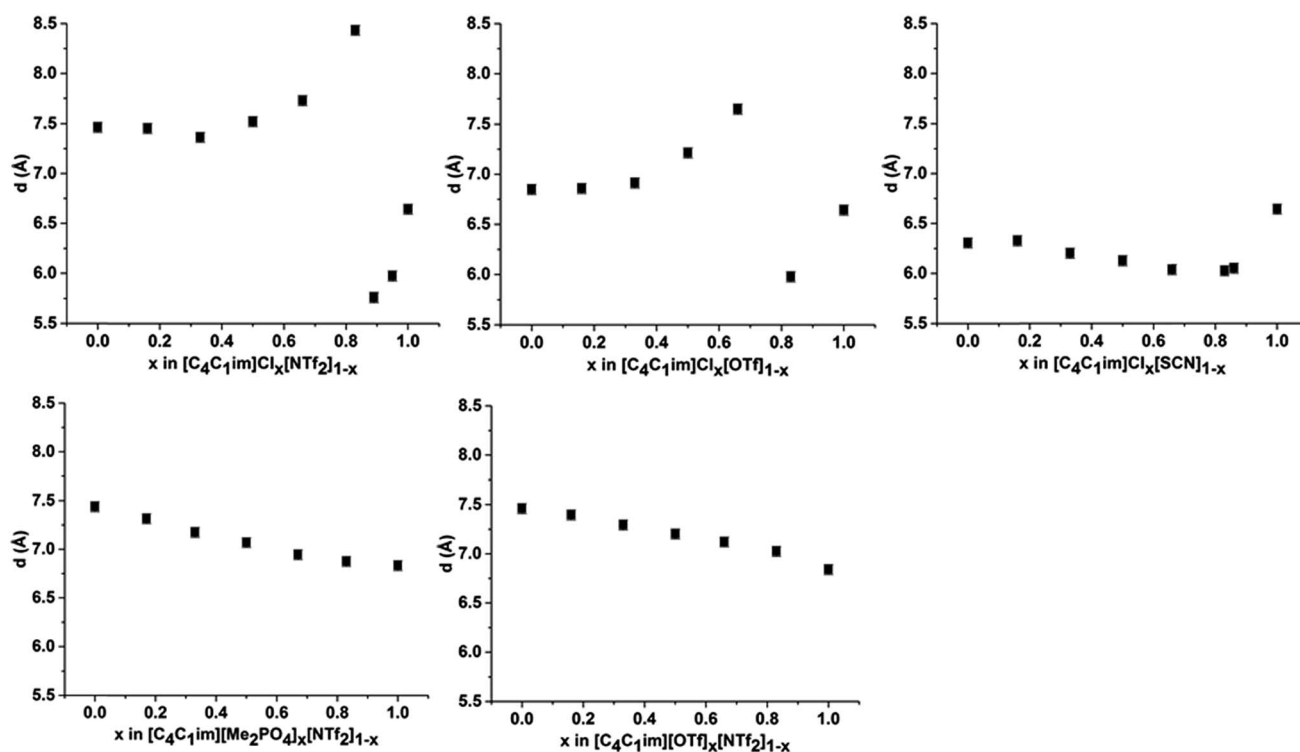 8.5
8.0
7.5
7.0
6.5
6.0
5.5
d (Å)
0.0 0.2 0.4 0.6 0.8 1.0
x in [C₄C₁im]Clₓ[NTf₂]₁₋ₓ
8.5
8.0
7.5
7.0
6.5
6.0
5.5
d (Å)
0.0 0.2 0.4 0.6 0.8 1.0
x in [C₄C₁im]Clₓ[OTf]₁₋ₓ
8.5
8.0
7.5
7.0
6.5
6.0
5.5
d (Å)
0.0 0.2 0.4 0.6 0.8 1.0
x in [C₄C₁im]Clₓ[SCN]₁₋ₓ
8.5
8.0
7.5
7.0
6.5
6.0
5.5
d (Å)
0.0 0.2 0.4 0.6 0.8 1.0
x in [C₄C₁im][Me₂PO₄]ₓ[NTf₂]₁₋ₓ
8.5
8.0
7.5
7.0
6.5
6.0
5.5
d (Å)
0.0 0.2 0.4 0.6 0.8 1.0
x in [C₄C₁im][OTf]ₓ[NTf₂]₁₋ₓ